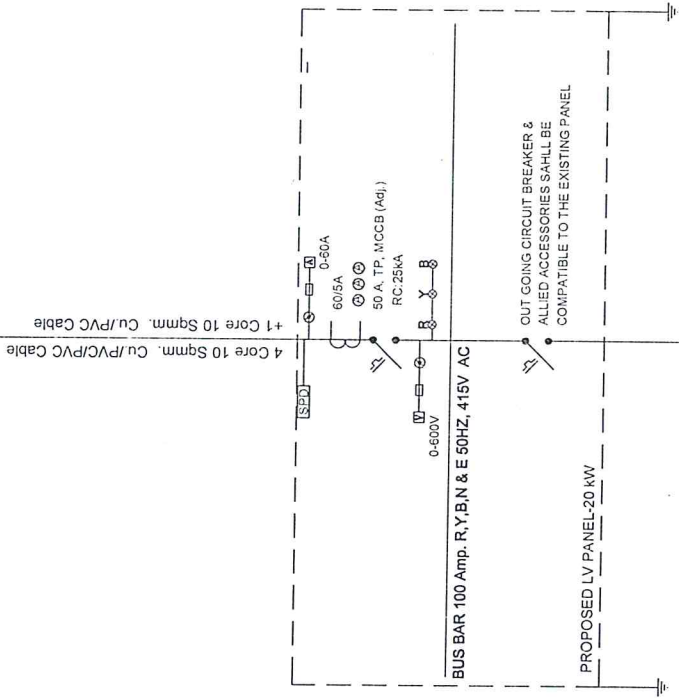 4 Core 10 Sqmm. Cu./PVC/PVC Cable
+1 Core 10 Sqmm. Cu./PVC Cable
SPD
A
0-60A
60/5A
A A A
50 A, TP, MCCB (Adj.)
RC:25kA
V
0-600V
R Y B
BUS BAR 100 Amp. R,Y,B,N & E 50HZ, 415V AC
OUT GOING CIRCUIT BREAKER &
ALLIED ACCESSORIES SAHLL BE
COMPATIBLE TO THE EXISTING PANEL
PROPOSED LV PANEL-20 kW